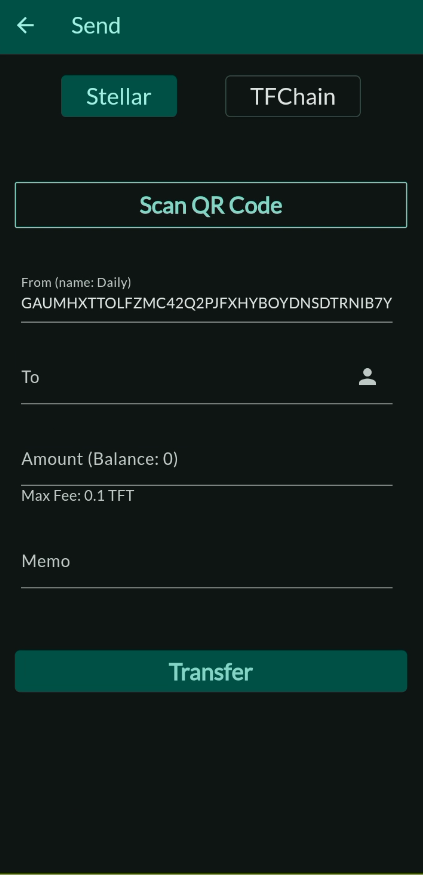 Send
Stellar TFChain
Scan QR Code
From (name: Daily)
GAUMHXTTOLFZMC42Q2PJFXHYBOYDNSDTRNIB7Y
To
Amount (Balance: 0)
Max Fee: 0.1 TFT
Memo
Transfer